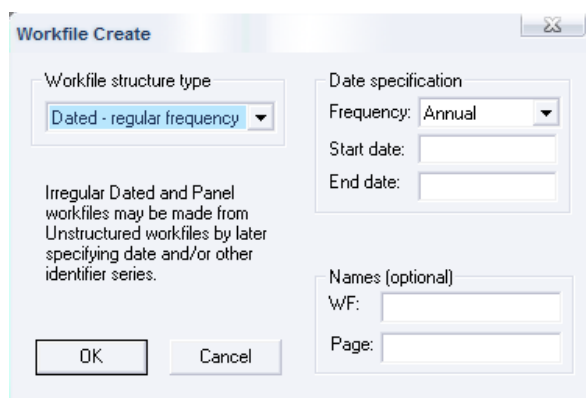 Workfile Create
Workfile structure type
Dated - regular frequency
Irregular Dated and Panel
workfiles may be made from
Unstructured workfiles by later
specifying date and/or other
identifier series.
OK
Cancel
Date specification
Frequency: Annual
Start date:
End date:
Names (optional)
WF:
Page: